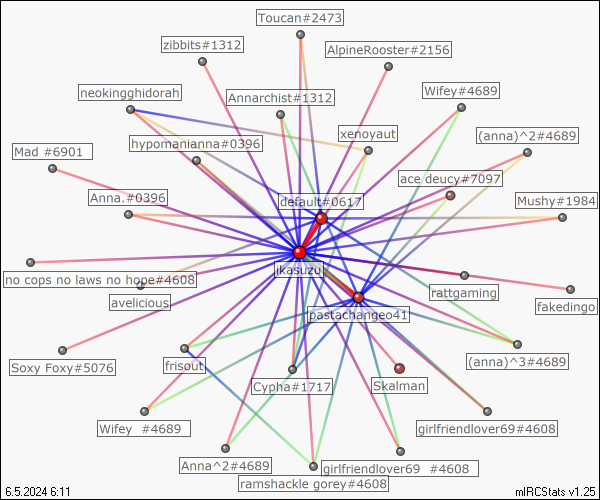 Toucan#2473
zibbits#1312
AlpineRooster#2156
neokingghidorah
Annarchist#1312
Wifey#4689
xenoyaut
(anna)^2#4689
hypomanianna#0396
Mad #6901
ace deucy#7097
Anna.#0396
default#0617
Mushy#1984
jkasuzu
no cops no laws no hope#4608
rattgaming
avelicious
fakedingo
jpastachangeo41
Soxy Foxy#5076
frisout
(anna)^3#4689
Cypha#1717
Skalman
Wifey #4689
girlfriendlover69#4608
Anna^2#4689
girlfriendlover69 #4608
ramshackle gorey#4608
6.5.2024 6:11
mIRCStats v1.25